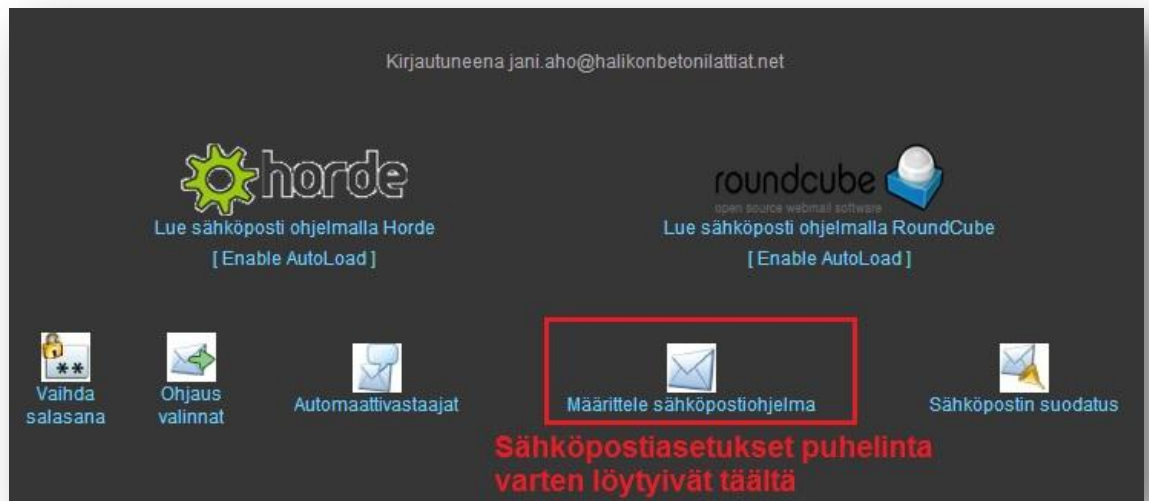 Kirjautuneena jani.aho@halikonbetonilattiat.net
horde
Lue sähköposti ohjelmalla Horde
[ Enable AutoLoad ]
roundcube
open source webmail software
Lue sähköposti ohjelmalla RoundCube
[ Enable AutoLoad ]
**
Vaihda
salasana
Ohjaus
valinnat
Automaattivastaajat
Määrittele sähköpostiohjelma
Sähköpostin suodatus
Sähköpostiasetukset puhelinta
varten löytyivät täältä